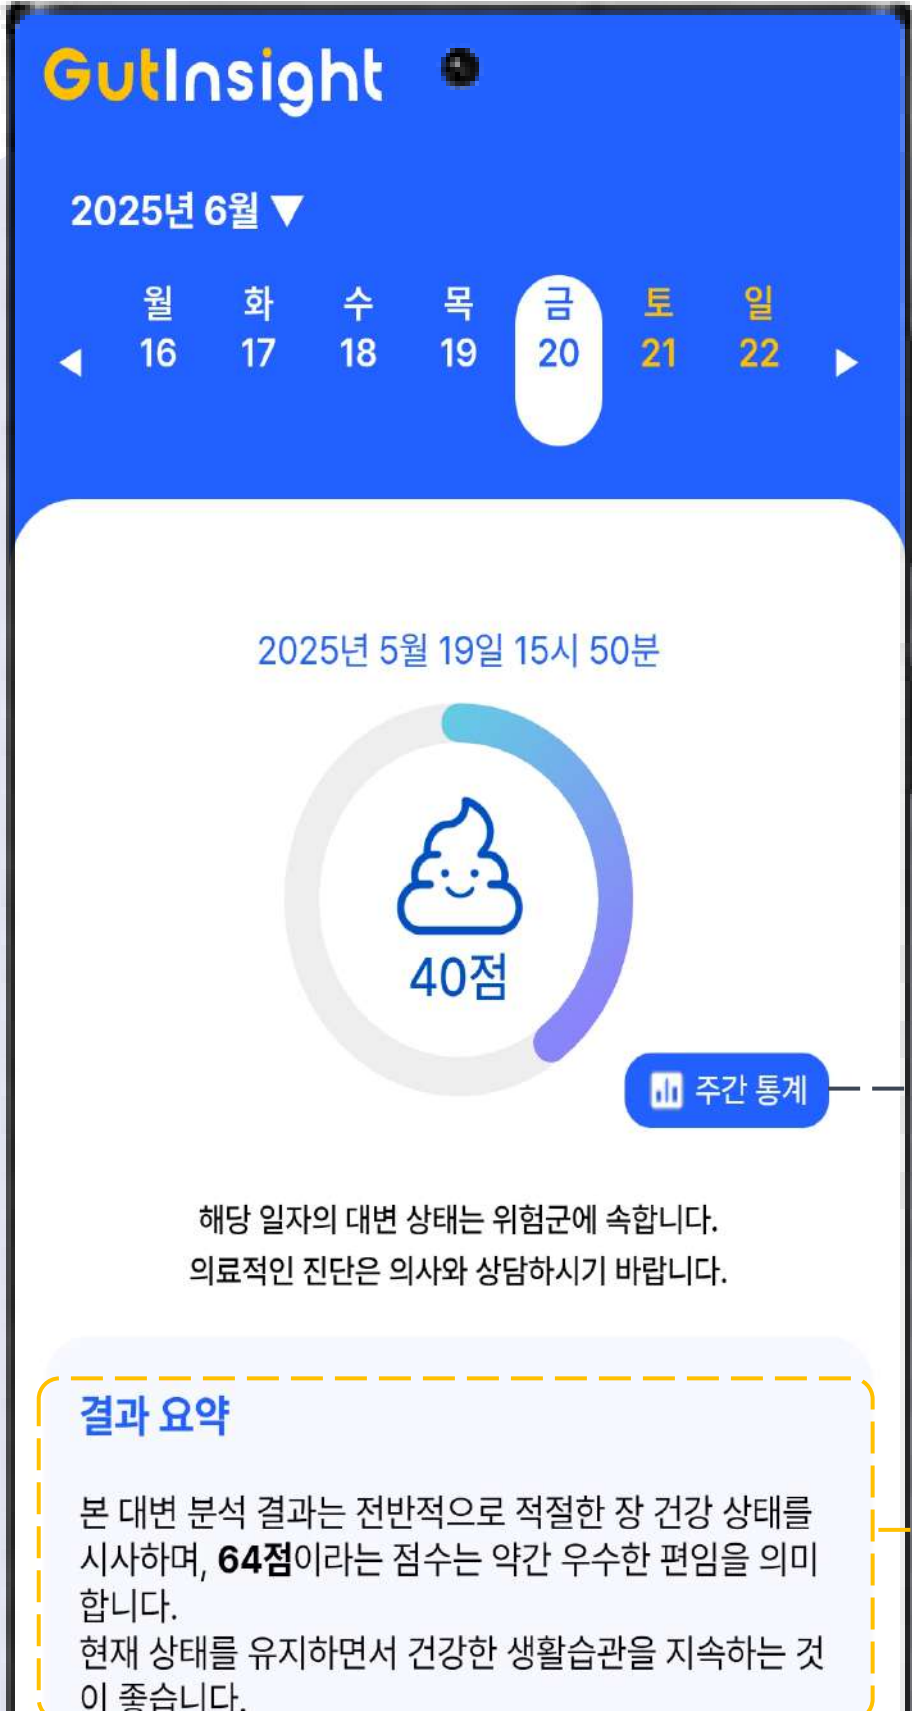 GutInsight
2025년 6월 ▼
월 화 수 목 금 토 일
◀ 16 17 18 19 20 21 22 ▶
2025년 5월 19일 15시 50분
40점
주간 통계
해당 일자의 대변 상태는 위험군에 속합니다.
의료적인 진단은 의사와 상담하시기 바랍니다.
결과 요약
본 대변 분석 결과는 전반적으로 적절한 장 건강 상태를
시사하며, 64점이라는 점수는 약간 우수한 편임을 의미
합니다.
현재 상태를 유지하면서 건강한 생활습관을 지속하는 것
이 좋습니다.